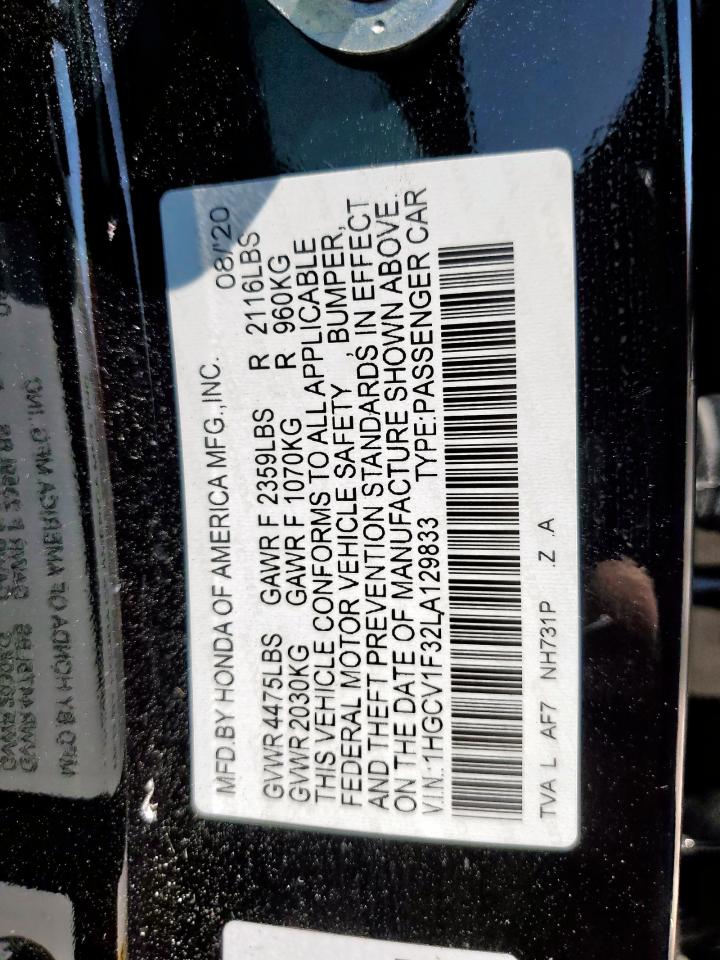 MFD.BY HONDA OF AMERICA MFG.,INC. 08/'20
GVWR 4475LBS GAWR F 2359LBS R 2116LBS
GVWR 2030KG GAWR F 1070KG R 960KG
THIS VEHICLE CONFORMS TO ALL APPLICABLE
FEDERAL MOTOR VEHICLE SAFETY , BUMPER,
AND THEFT PREVENTION STANDARDS, IN EFFECT
ON THE DATE OF MANUFACTURE SHOWN ABOVE.
V.I.N.:1HGCV1F32LA129833 TYPE:PASSENGER CAR
TVA L AF7 NH731P .Z .A